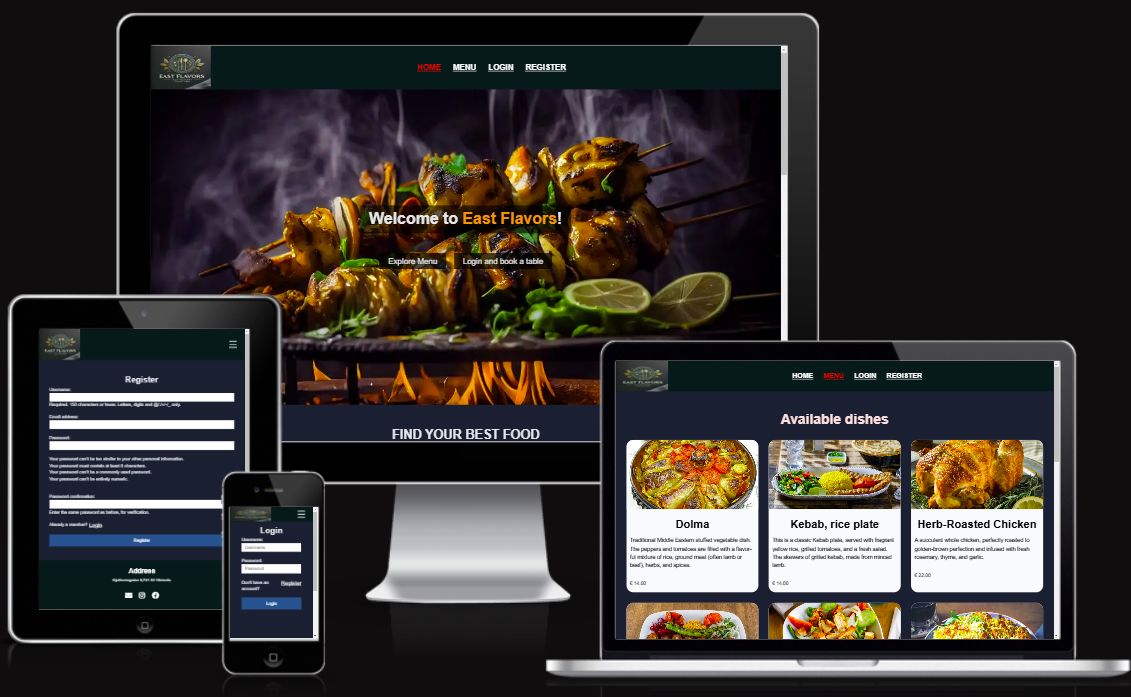 EAST FLAVORS
HOME MENU LOGIN REGISTER
Welcome to East Flavors!
Explore Menu
Login and book a table
FIND YOUR BEST FOOD
EAST FLAVORS
☰
Register
Username:
Required. 150 characters or fewer. Letters, digits and @/./+/-/_ only.
Email address:
Password:
Your password can't be too similar to your other personal information.
Your password must contain at least 8 characters.
Your password can't be a commonly used password.
Your password can't be entirely numeric.
Password confirmation:
Enter the same password as before, for verification.
Already a member? Login
Register
Address
☰
Login
Username:
Username
Password:
Password
Don't have an
account?
Register
Login
EAST FLAVORS
HOME MENU LOGIN REGISTER
Available dishes
Dolma
Traditional Middle Eastern stuffed vegetable dish.
The peppers and tomatoes are filled with a flavor-
ful mixture of rice, ground meat (often lamb or
beef), herbs, and spices.
€ 14.00
Kebab, rice plate
This is a classic Kebab plate, served with fragrant
yellow rice, grilled tomatoes, and a fresh salad.
The skewers of grilled kebab, made from minced
lamb.
€ 14.00
Herb-Roasted Chicken
A succulent whole chicken, perfectly roasted to
golden-brown perfection and infused with fresh
rosemary, thyme, and garlic.
€ 22.00